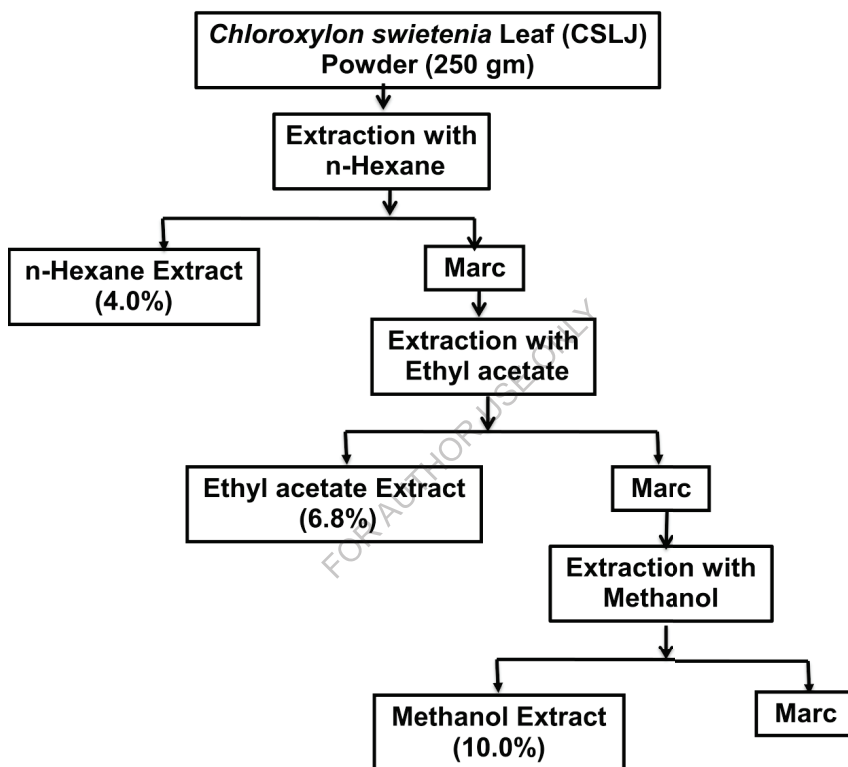 Chloroxylon swietenia Leaf (CSLJ)
Powder (250 gm)
Extraction with
n-Hexane
n-Hexane Extract
(4.0%)
Marc
Extraction with
Ethyl acetate
Ethyl acetate Extract
(6.8%)
Marc
Extraction with
Methanol
Methanol Extract
(10.0%)
Marc
FOR AUTHOR USE ONLY